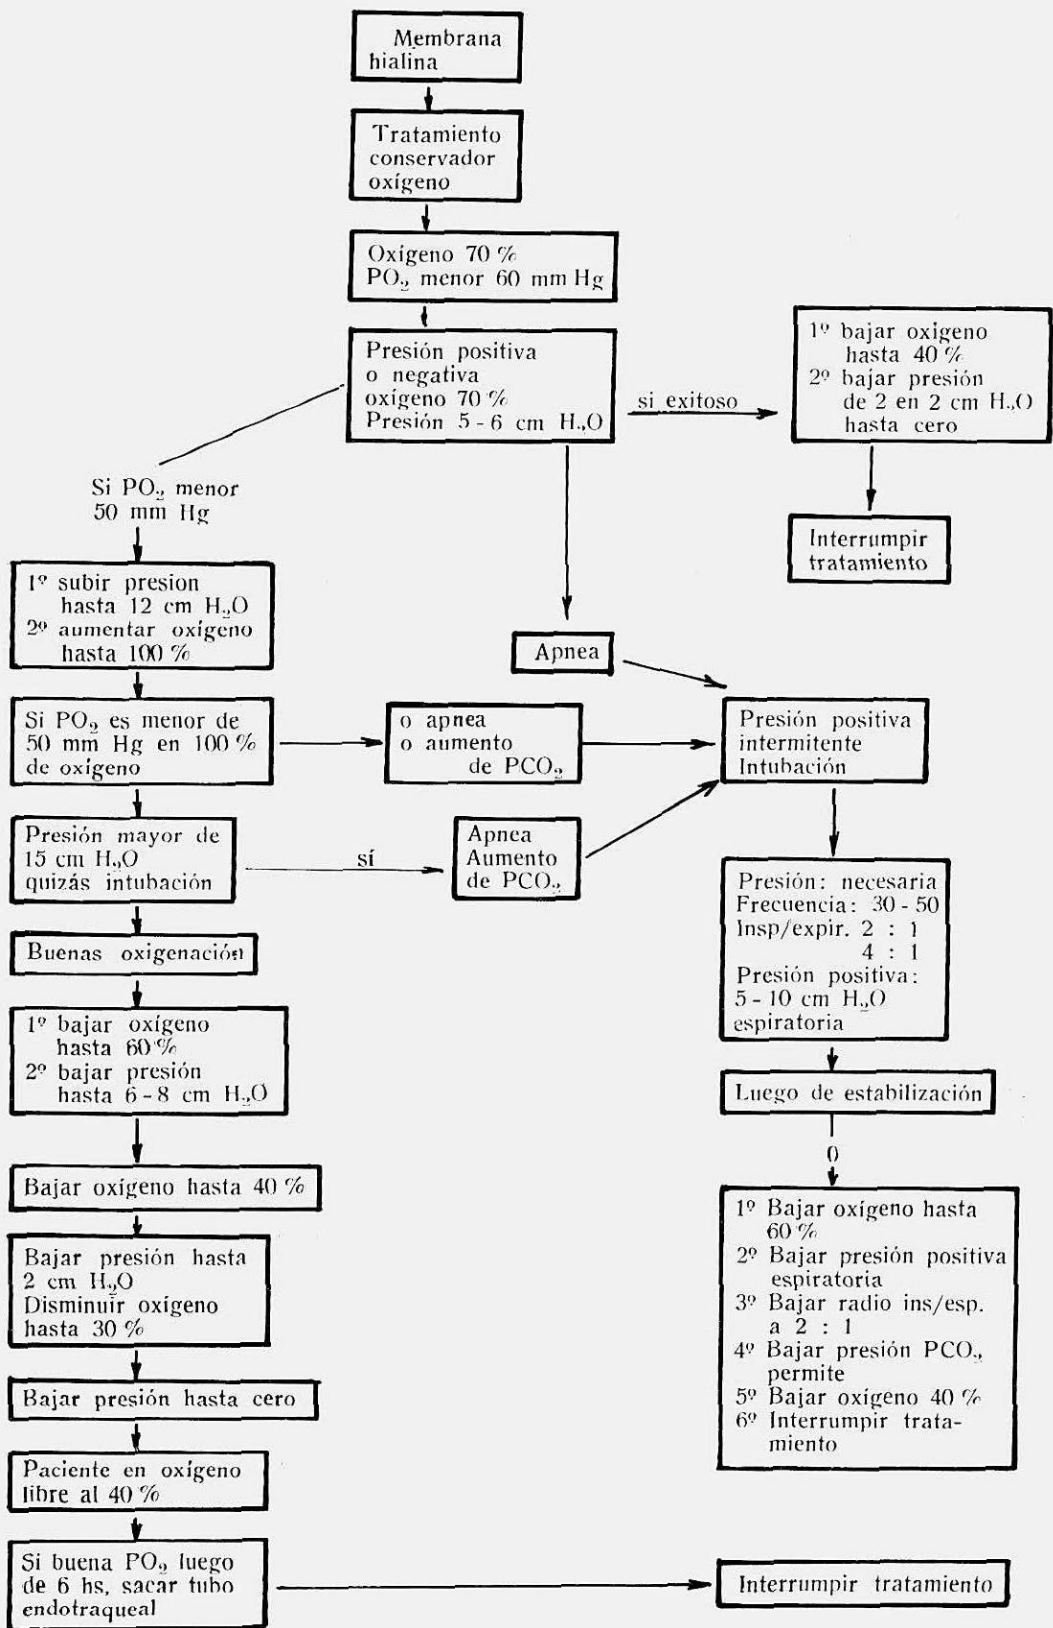 Membrana
hialina
Tratamiento
conservador
oxígeno
Oxígeno 70 %
PO₂ menor 60 mm Hg
Presión positiva
o negativa
oxígeno 70 %
Presión 5 - 6 cm H₂O
si exitoso
1º bajar oxigeno
hasta 40 %
2º bajar presión
de 2 en 2 cm H₂O
hasta cero
Interrumpir
tratamiento
Si PO₂ menor
50 mm Hg
1º subir presion
hasta 12 cm H₂O
2º aumentar oxígeno
hasta 100 %
Apnea
Si PO₂ es menor de
50 mm Hg en 100 %
de oxígeno
o apnea
o aumento
de PCO₂
Presión positiva
intermitente
Intubación
Presión mayor de
15 cm H₂O
quizás intubación
sí
Apnea
Aumento
de PCO₂
Presión: necesaria
Frecuencia: 30 - 50
Insp/expir. 2 : 1
4 : 1
Presión positiva:
5 - 10 cm H₂O
espiratoria
Buenas oxigenación
1º bajar oxígeno
hasta 60 %
2º bajar presión
hasta 6 - 8 cm H₂O
Luego de estabilización
0
Bajar oxígeno hasta 40 %
Bajar presión hasta
2 cm H₂O
Disminuir oxígeno
hasta 30 %
Bajar presión hasta cero
Paciente en oxígeno
libre al 40 %
1º Bajar oxígeno hasta
60 %
2º Bajar presión positiva
espiratoria
3º Bajar radio ins/esp.
a 2 : 1
4º Bajar presión PCO₂
permite
5º Bajar oxígeno 40 %
6º Interrumpir trata-
miento
Si buena PO₂ luego
de 6 hs, sacar tubo
endotraqueal
Interrumpir tratamiento